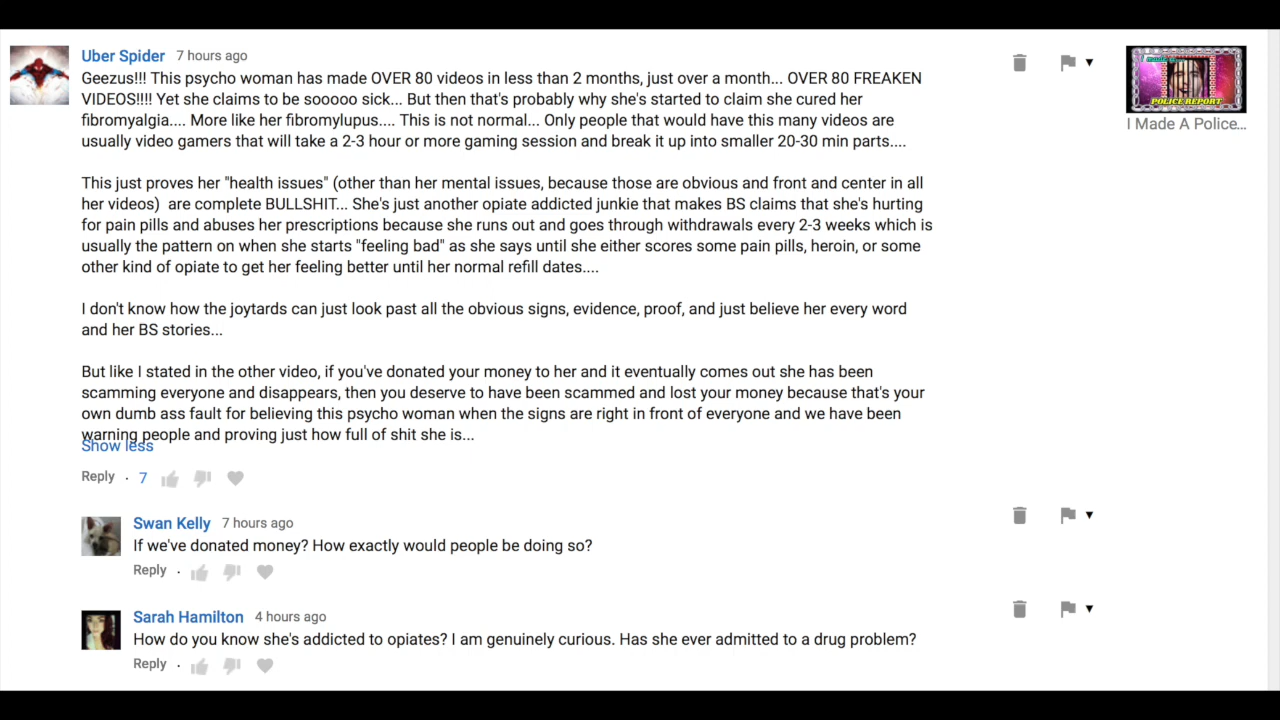 Uber Spider 7 hours ago
Geezus!!! This psycho woman has made OVER 80 videos in less than 2 months, just over a month... OVER 80 FREAKEN
VIDEOS!!!! Yet she claims to be sooooo sick... But then that's probably why she's started to claim she cured her
fibromyalgia.... More like her fibromylupus.... This is not normal... Only people that would have this many videos are
usually video gamers that will take a 2-3 hour or more gaming session and break it up into smaller 20-30 min parts....
This just proves her "health issues" (other than her mental issues, because those are obvious and front and center in all
her videos)  are complete BULLSHIT... She's just another opiate addicted junkie that makes BS claims that she's hurting
for pain pills and abuses her prescriptions because she runs out and goes through withdrawals every 2-3 weeks which is
usually the pattern on when she starts "feeling bad" as she says until she either scores some pain pills, heroin, or some
other kind of opiate to get her feeling better until her normal refill dates....
I don't know how the joytards can just look past all the obvious signs, evidence, proof, and just believe her every word
and her BS stories...
But like I stated in the other video, if you've donated your money to her and it eventually comes out she has been
scamming everyone and disappears, then you deserve to have been scammed and lost your money because that's your
own dumb ass fault for believing this psycho woman when the signs are right in front of everyone and we have been
warning people and proving just how full of shit she is...
Show less
Reply · 7
POLICE REPORT
I Made A Police...
Swan Kelly 7 hours ago
If we've donated money? How exactly would people be doing so?
Reply ·
Sarah Hamilton 4 hours ago
How do you know she's addicted to opiates? I am genuinely curious. Has she ever admitted to a drug problem?
Reply ·